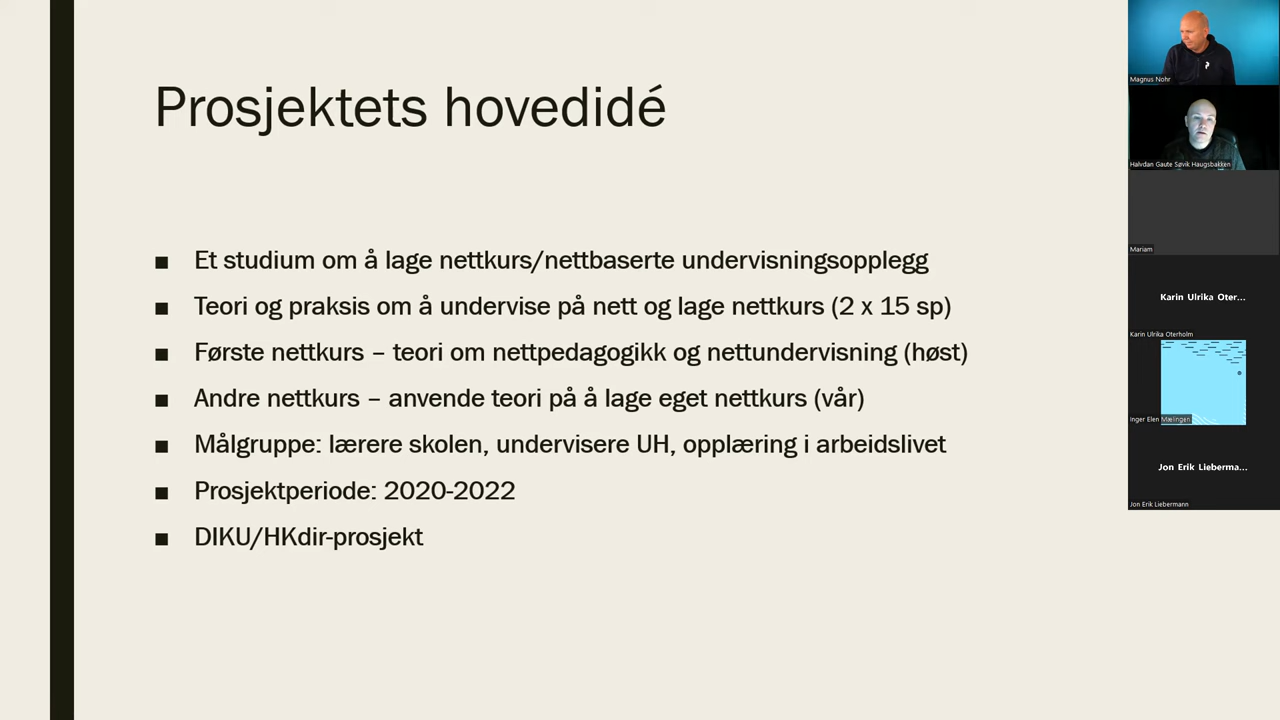 Prosjektets hovedidé
■ Et studium om å lage nettkurs/nettbaserte undervisningsopplegg
■ Teori og praksis om å undervise på nett og lage nettkurs (2 x 15 sp)
■ Første nettkurs – teori om nettpedagogikk og nettundervisning (høst)
■ Andre nettkurs – anvende teori på å lage eget nettkurs (vår)
■ Målgruppe: lærere skolen, undervisere UH, opplæring i arbeidslivet
■ Prosjektperiode: 2020-2022
■ DIKU/HKdir-prosjekt
Magnus Nohr
Halvdan Gaute Søvik Haugsbakken
Mariam
Karin Ulrika Oter...
Karin Ulrika Oterholm
Inger Elen Mælingen
Jon Erik Lieberma...
Jon Erik Liebermann